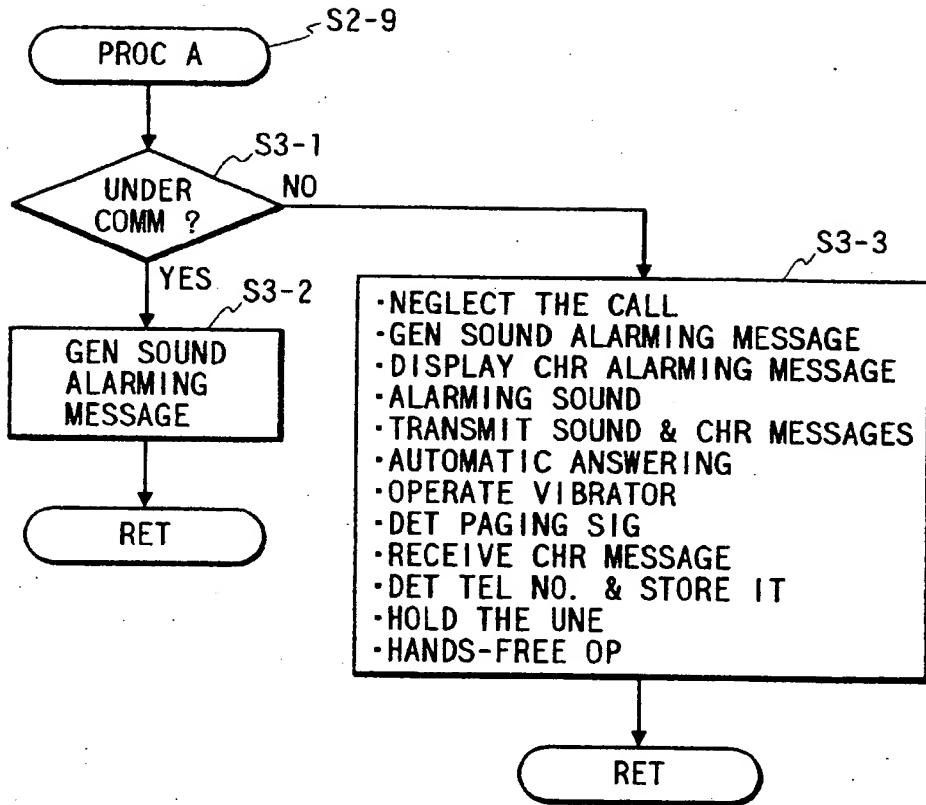 S2-9
PROC A
S3-1
UNDER
COMM ?
NO
YES
S3-2
GEN SOUND
ALARMING
MESSAGE
RET
S3-3
·NEGLECT THE CALL
·GEN SOUND ALARMING MESSAGE
·DISPLAY CHR ALARMING MESSAGE
·ALARMING SOUND
·TRANSMIT SOUND & CHR MESSAGES
·AUTOMATIC ANSWERING
·OPERATE VIBRATOR
·DET PAGING SIG
·RECEIVE CHR MESSAGE
·DET TEL NO. & STORE IT
·HOLD THE UNE
·HANDS-FREE OP
RET